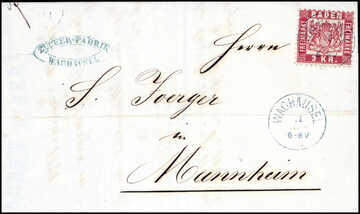 ZUCKER-FABRIK
WAGHÄUSEL
BADEN
FREIMARKE
3 KR.
Herrn
S. Joerger
in
Mannheim
WAGHÄUSEL